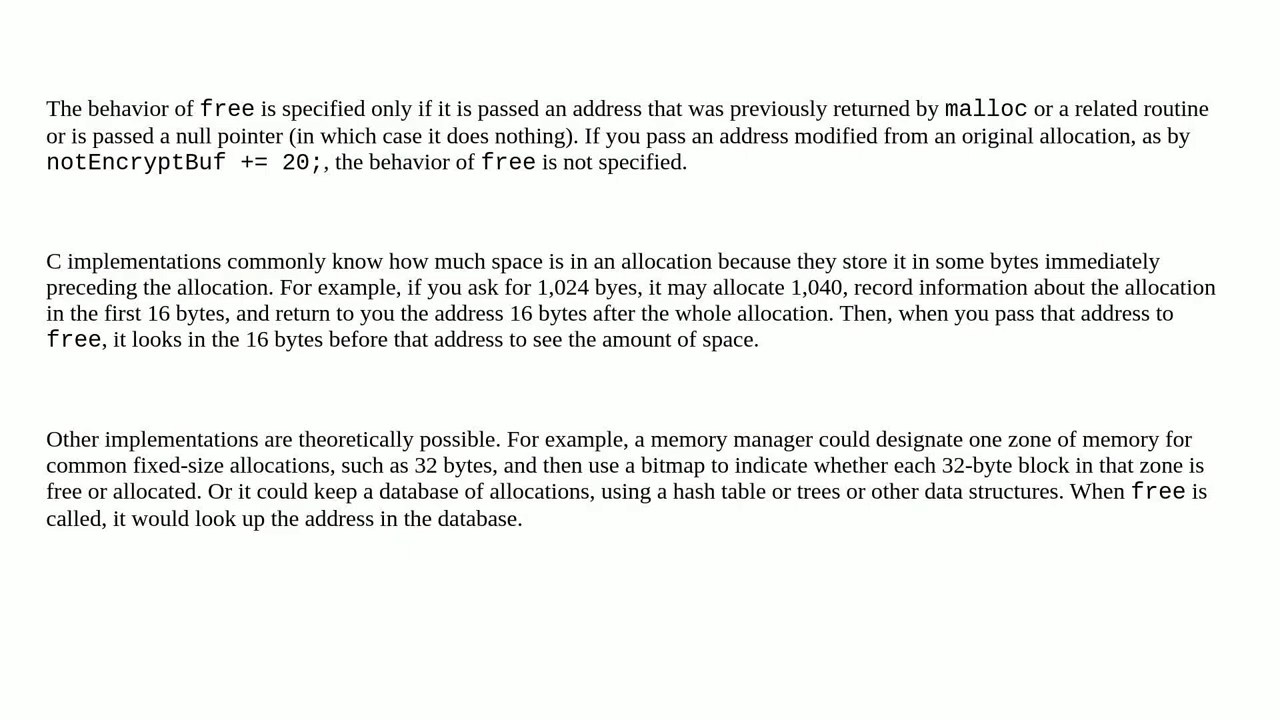 The behavior of free is specified only if it is passed an address that was previously returned by malloc or a related routine
or is passed a null pointer (in which case it does nothing). If you pass an address modified from an original allocation, as by
notEncryptBuf += 20;, the behavior of free is not specified.
C implementations commonly know how much space is in an allocation because they store it in some bytes immediately
preceding the allocation. For example, if you ask for 1,024 byes, it may allocate 1,040, record information about the allocation
in the first 16 bytes, and return to you the address 16 bytes after the whole allocation. Then, when you pass that address to
free, it looks in the 16 bytes before that address to see the amount of space.
Other implementations are theoretically possible. For example, a memory manager could designate one zone of memory for
common fixed-size allocations, such as 32 bytes, and then use a bitmap to indicate whether each 32-byte block in that zone is
free or allocated. Or it could keep a database of allocations, using a hash table or trees or other data structures. When free is
called, it would look up the address in the database.